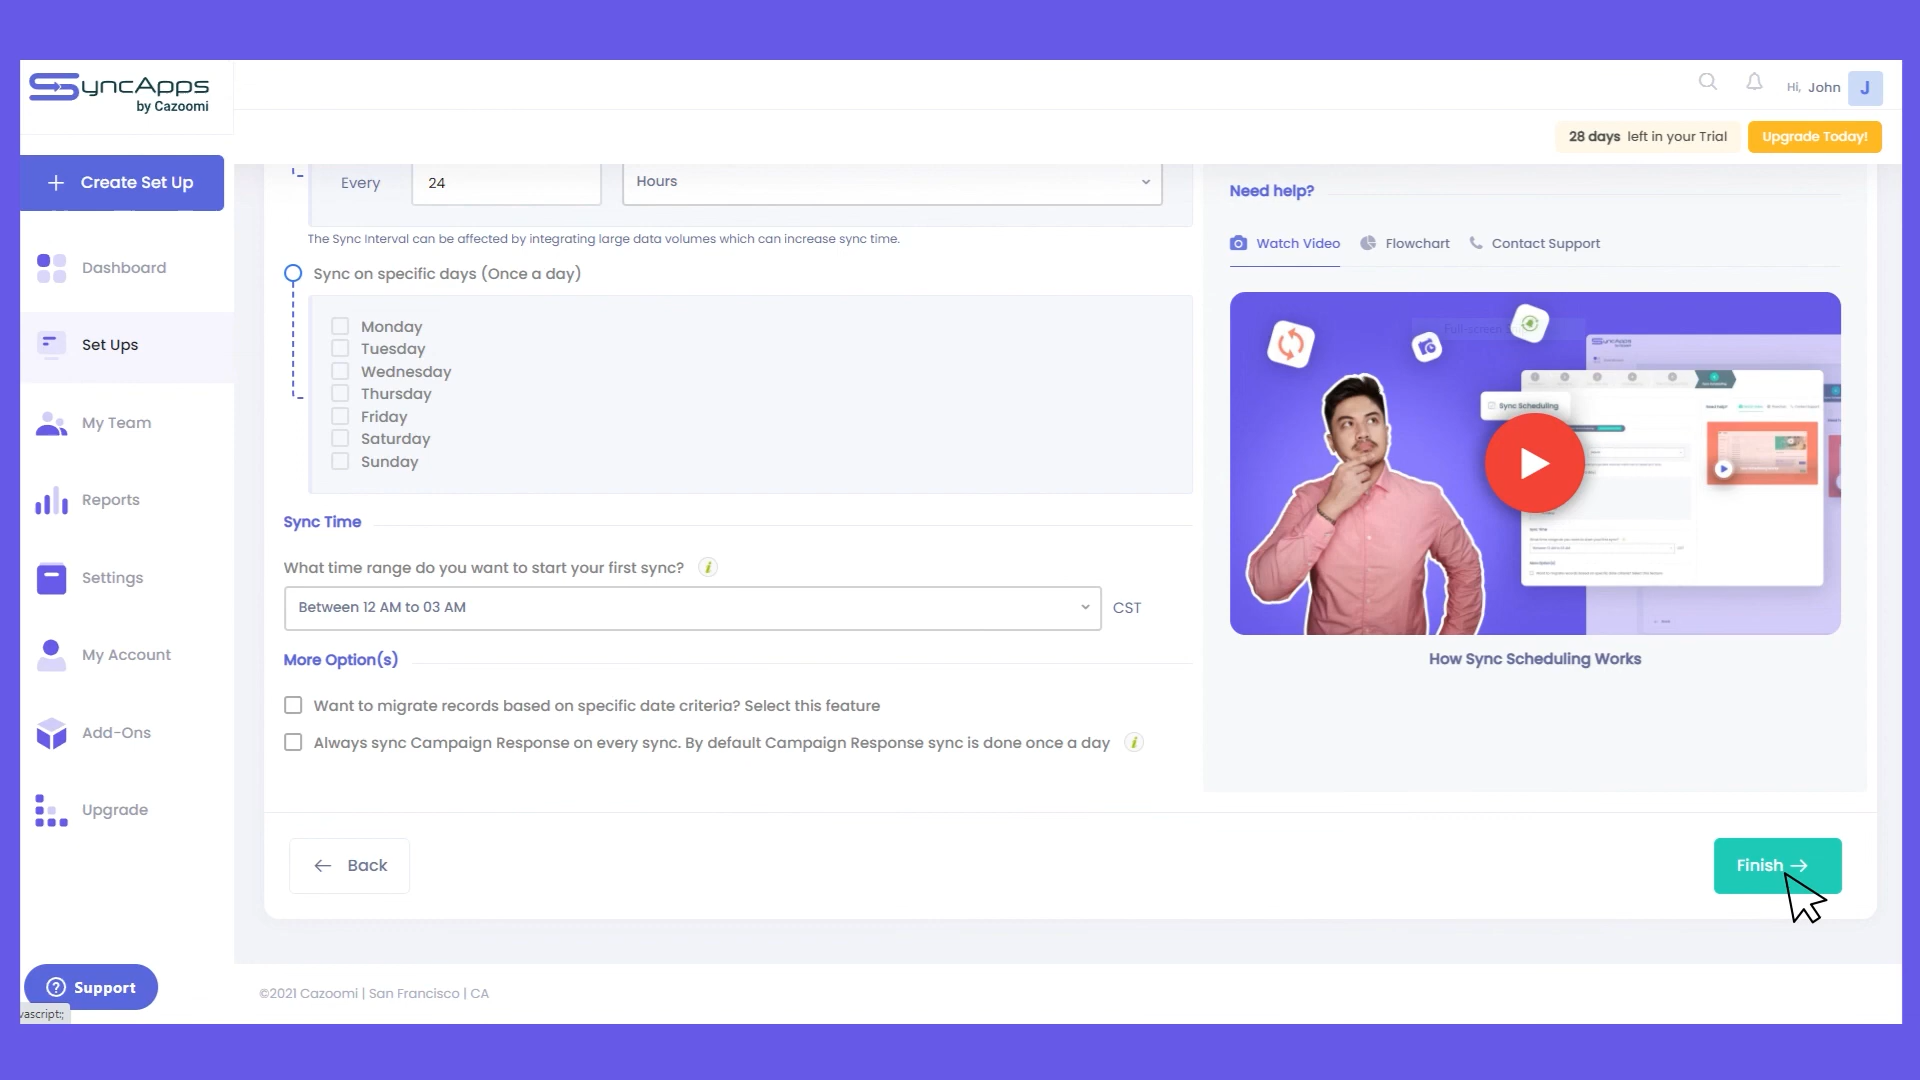 SyncApps
by Cazoomi
Hi, John
J
28 days left in your Trial
Upgrade Today!
Create Set Up
Dashboard
Set Ups
My Team
Reports
Settings
My Account
Add-Ons
Upgrade
Support
vascript:;
Every
24
Hours
The Sync Interval can be affected by integrating large data volumes which can increase sync time.
Sync on specific days (Once a day)
Monday
Tuesday
Wednesday
Thursday
Friday
Saturday
Sunday
Sync Time
What time range do you want to start your first sync?
Between 12 AM to 03 AM
CST
More Option(s)
Want to migrate records based on specific date criteria? Select this feature
Always sync Campaign Response on every sync. By default Campaign Response sync is done once a day
Back
Finish
Need help?
Watch Video
Flowchart
Contact Support
Sync Scheduling
How Sync Scheduling Works
©2021 Cazoomi | San Francisco | CA